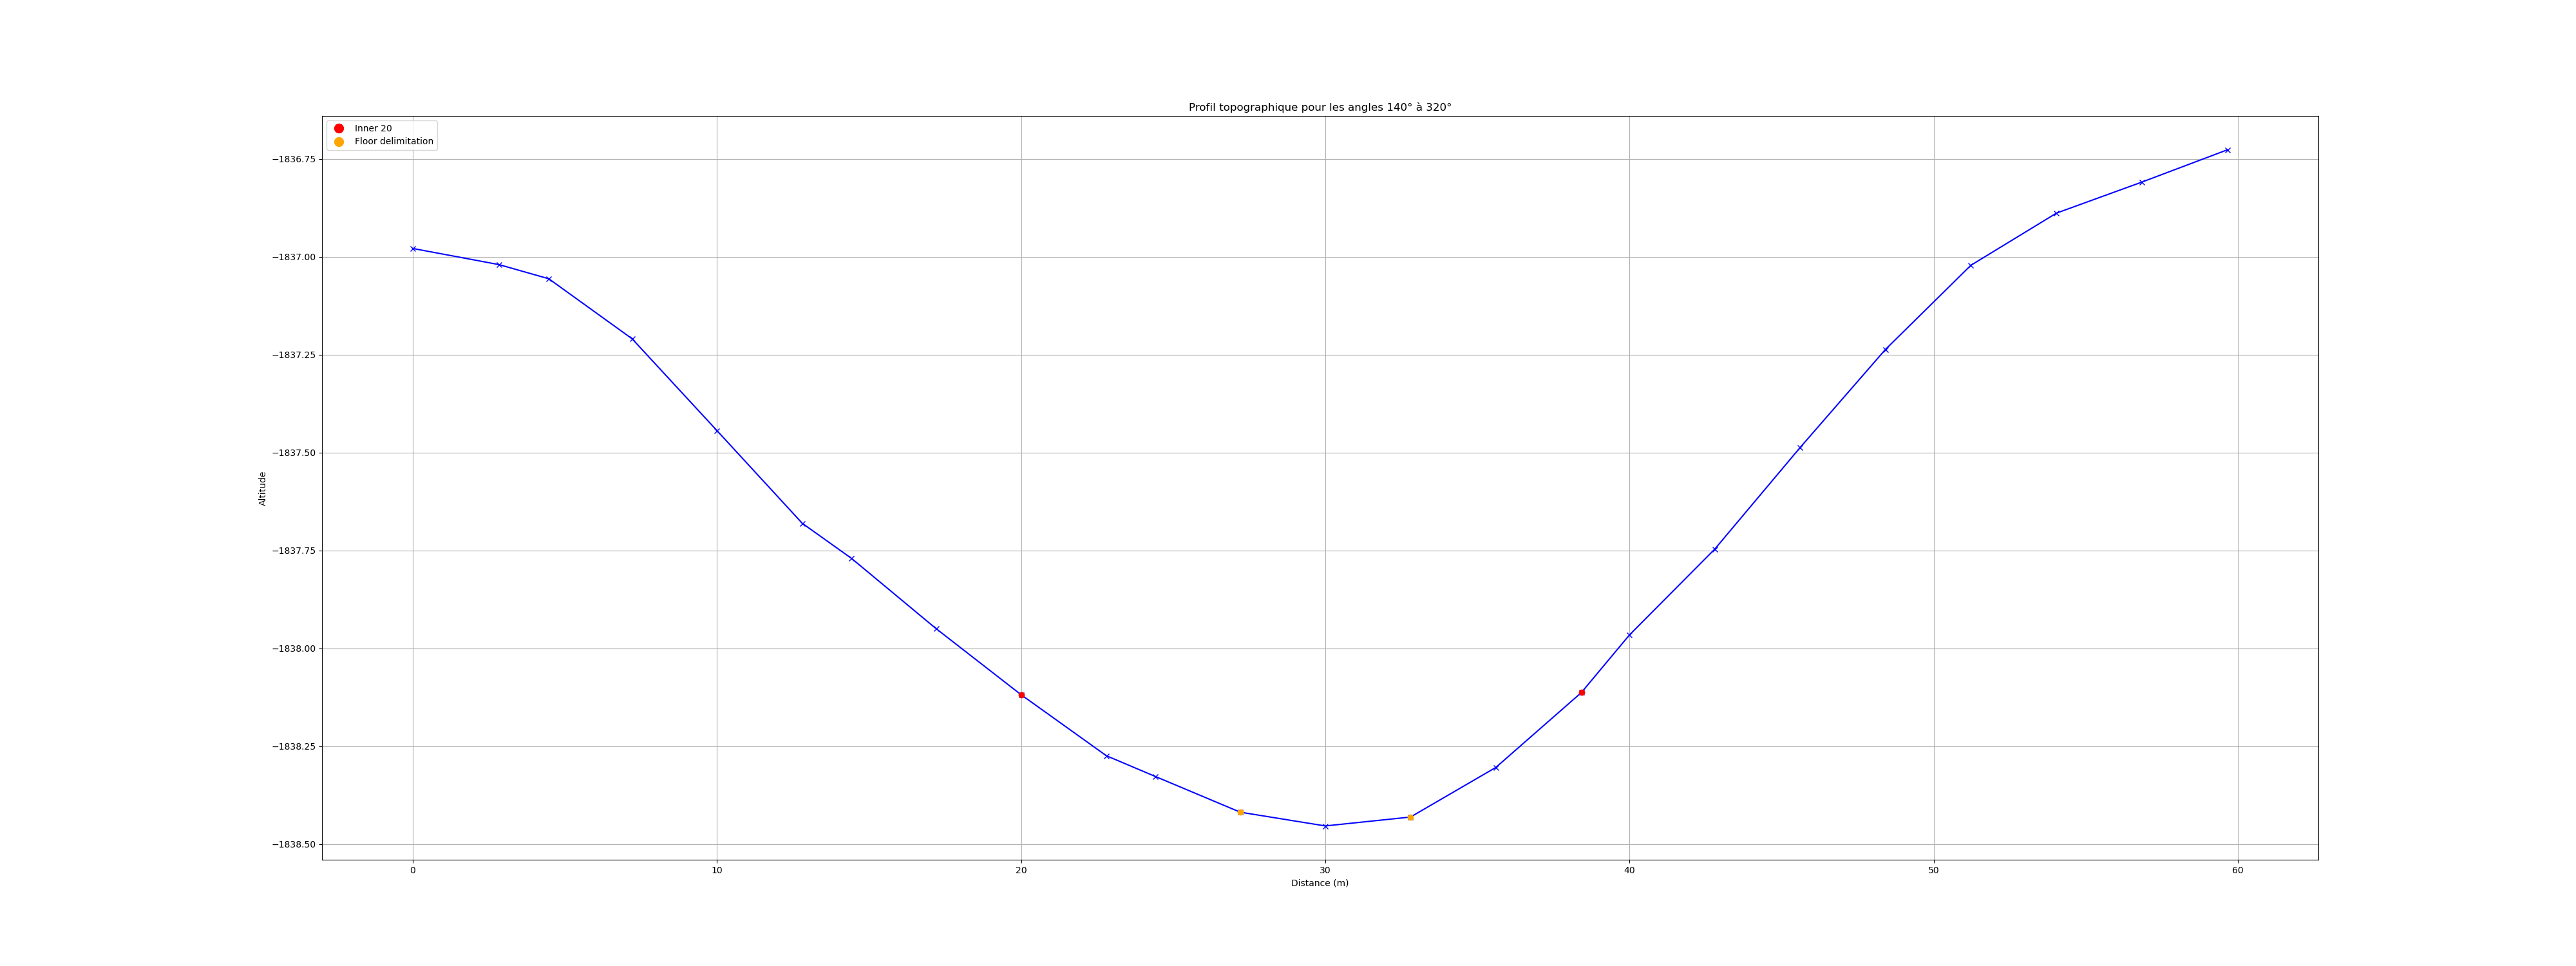 Profil topographique pour les angles 140° à 320°
Inner 20
Floor delimitation
−1836.75
−1837.00
−1837.25
−1837.50
−1837.75
−1838.00
−1838.25
−1838.50
Altitude
0 10 20 30 40 50 60
Distance (m)